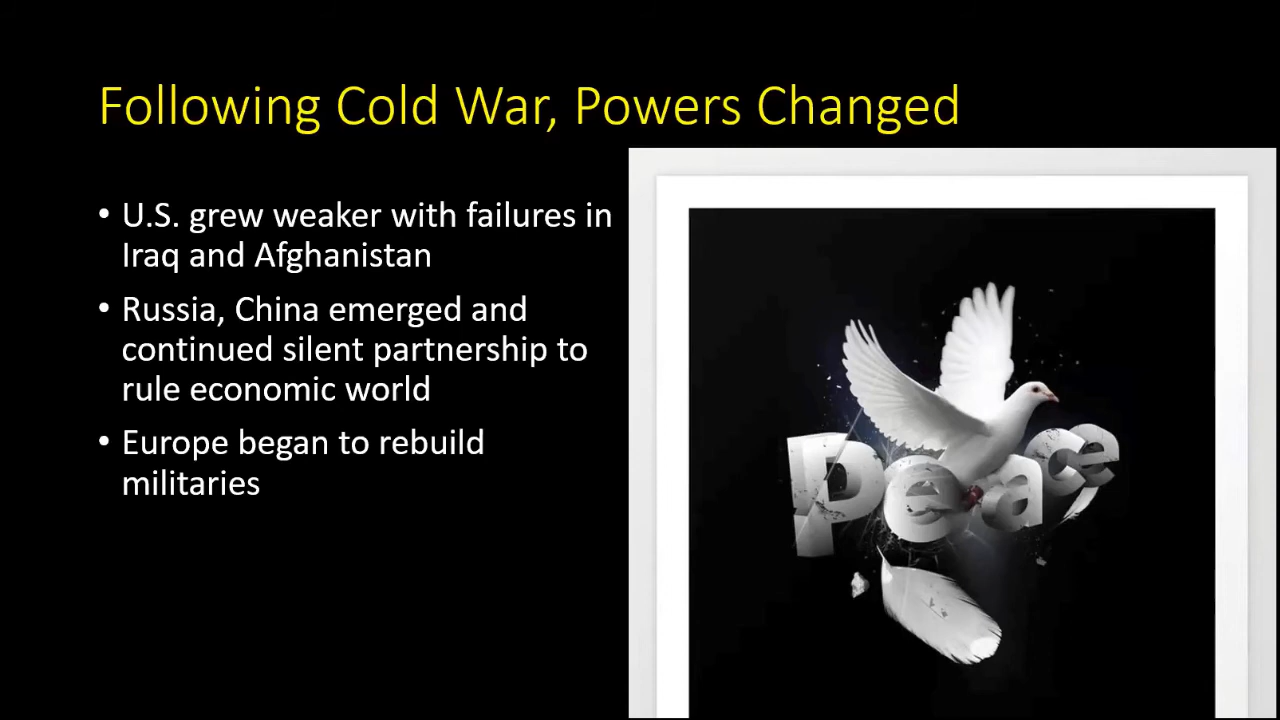 Following Cold War, Powers Changed
• U.S. grew weaker with failures in
Iraq and Afghanistan
• Russia, China emerged and
continued silent partnership to
rule economic world
• Europe began to rebuild
militaries
peace